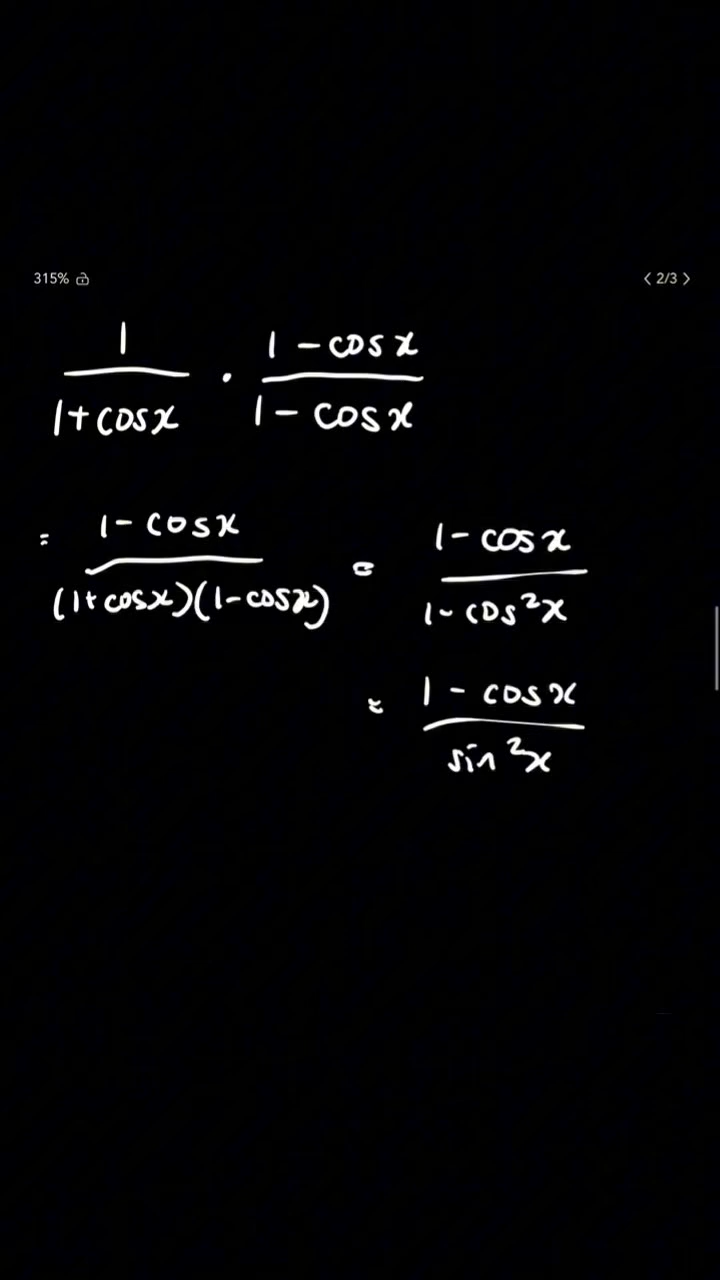 315% < 2/3 >
1/(1+cosx) · (1-cosx)/(1-cosx)
= (1-cosx)/((1+cosx)(1-cosx)) = (1-cosx)/(1-cos²x)
= (1-cosx)/(sin²x)